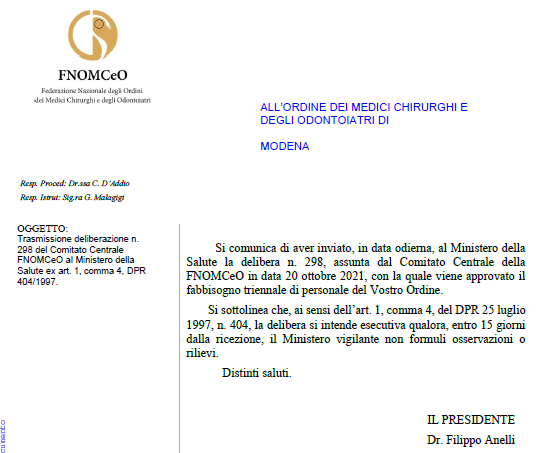 FNOMCeO
Federazione Nazionale degli Ordini
dei Medici Chirurghi e degli Odontoiatri
ALL'ORDINE DEI MEDICI CHIRURGHI E
DEGLI ODONTOIATRI DI
MODENA
Resp. Proced: Dr.ssa C. D'Addio
Resp. Istrut: Sig.ra G. Malagigi
OGGETTO:
Trasmissione deliberazione n.
298 del Comitato Centrale
FNOMCeO al Ministero della
Salute ex art. 1, comma 4, DPR
404/1997.
Si comunica di aver inviato, in data odierna, al Ministero della
Salute la delibera n. 298, assunta dal Comitato Centrale della
FNOMCeO in data 20 ottobre 2021, con la quale viene approvato il
fabbisogno triennale di personale del Vostro Ordine.
Si sottolinea che, ai sensi dell'art. 1, comma 4, del DPR 25 luglio
1997, n. 404, la delibera si intende esecutiva qualora, entro 15 giorni
dalla ricezione, il Ministero vigilante non formuli osservazioni o
rilievi.
Distinti saluti.
IL PRESIDENTE
Dr. Filippo Anelli